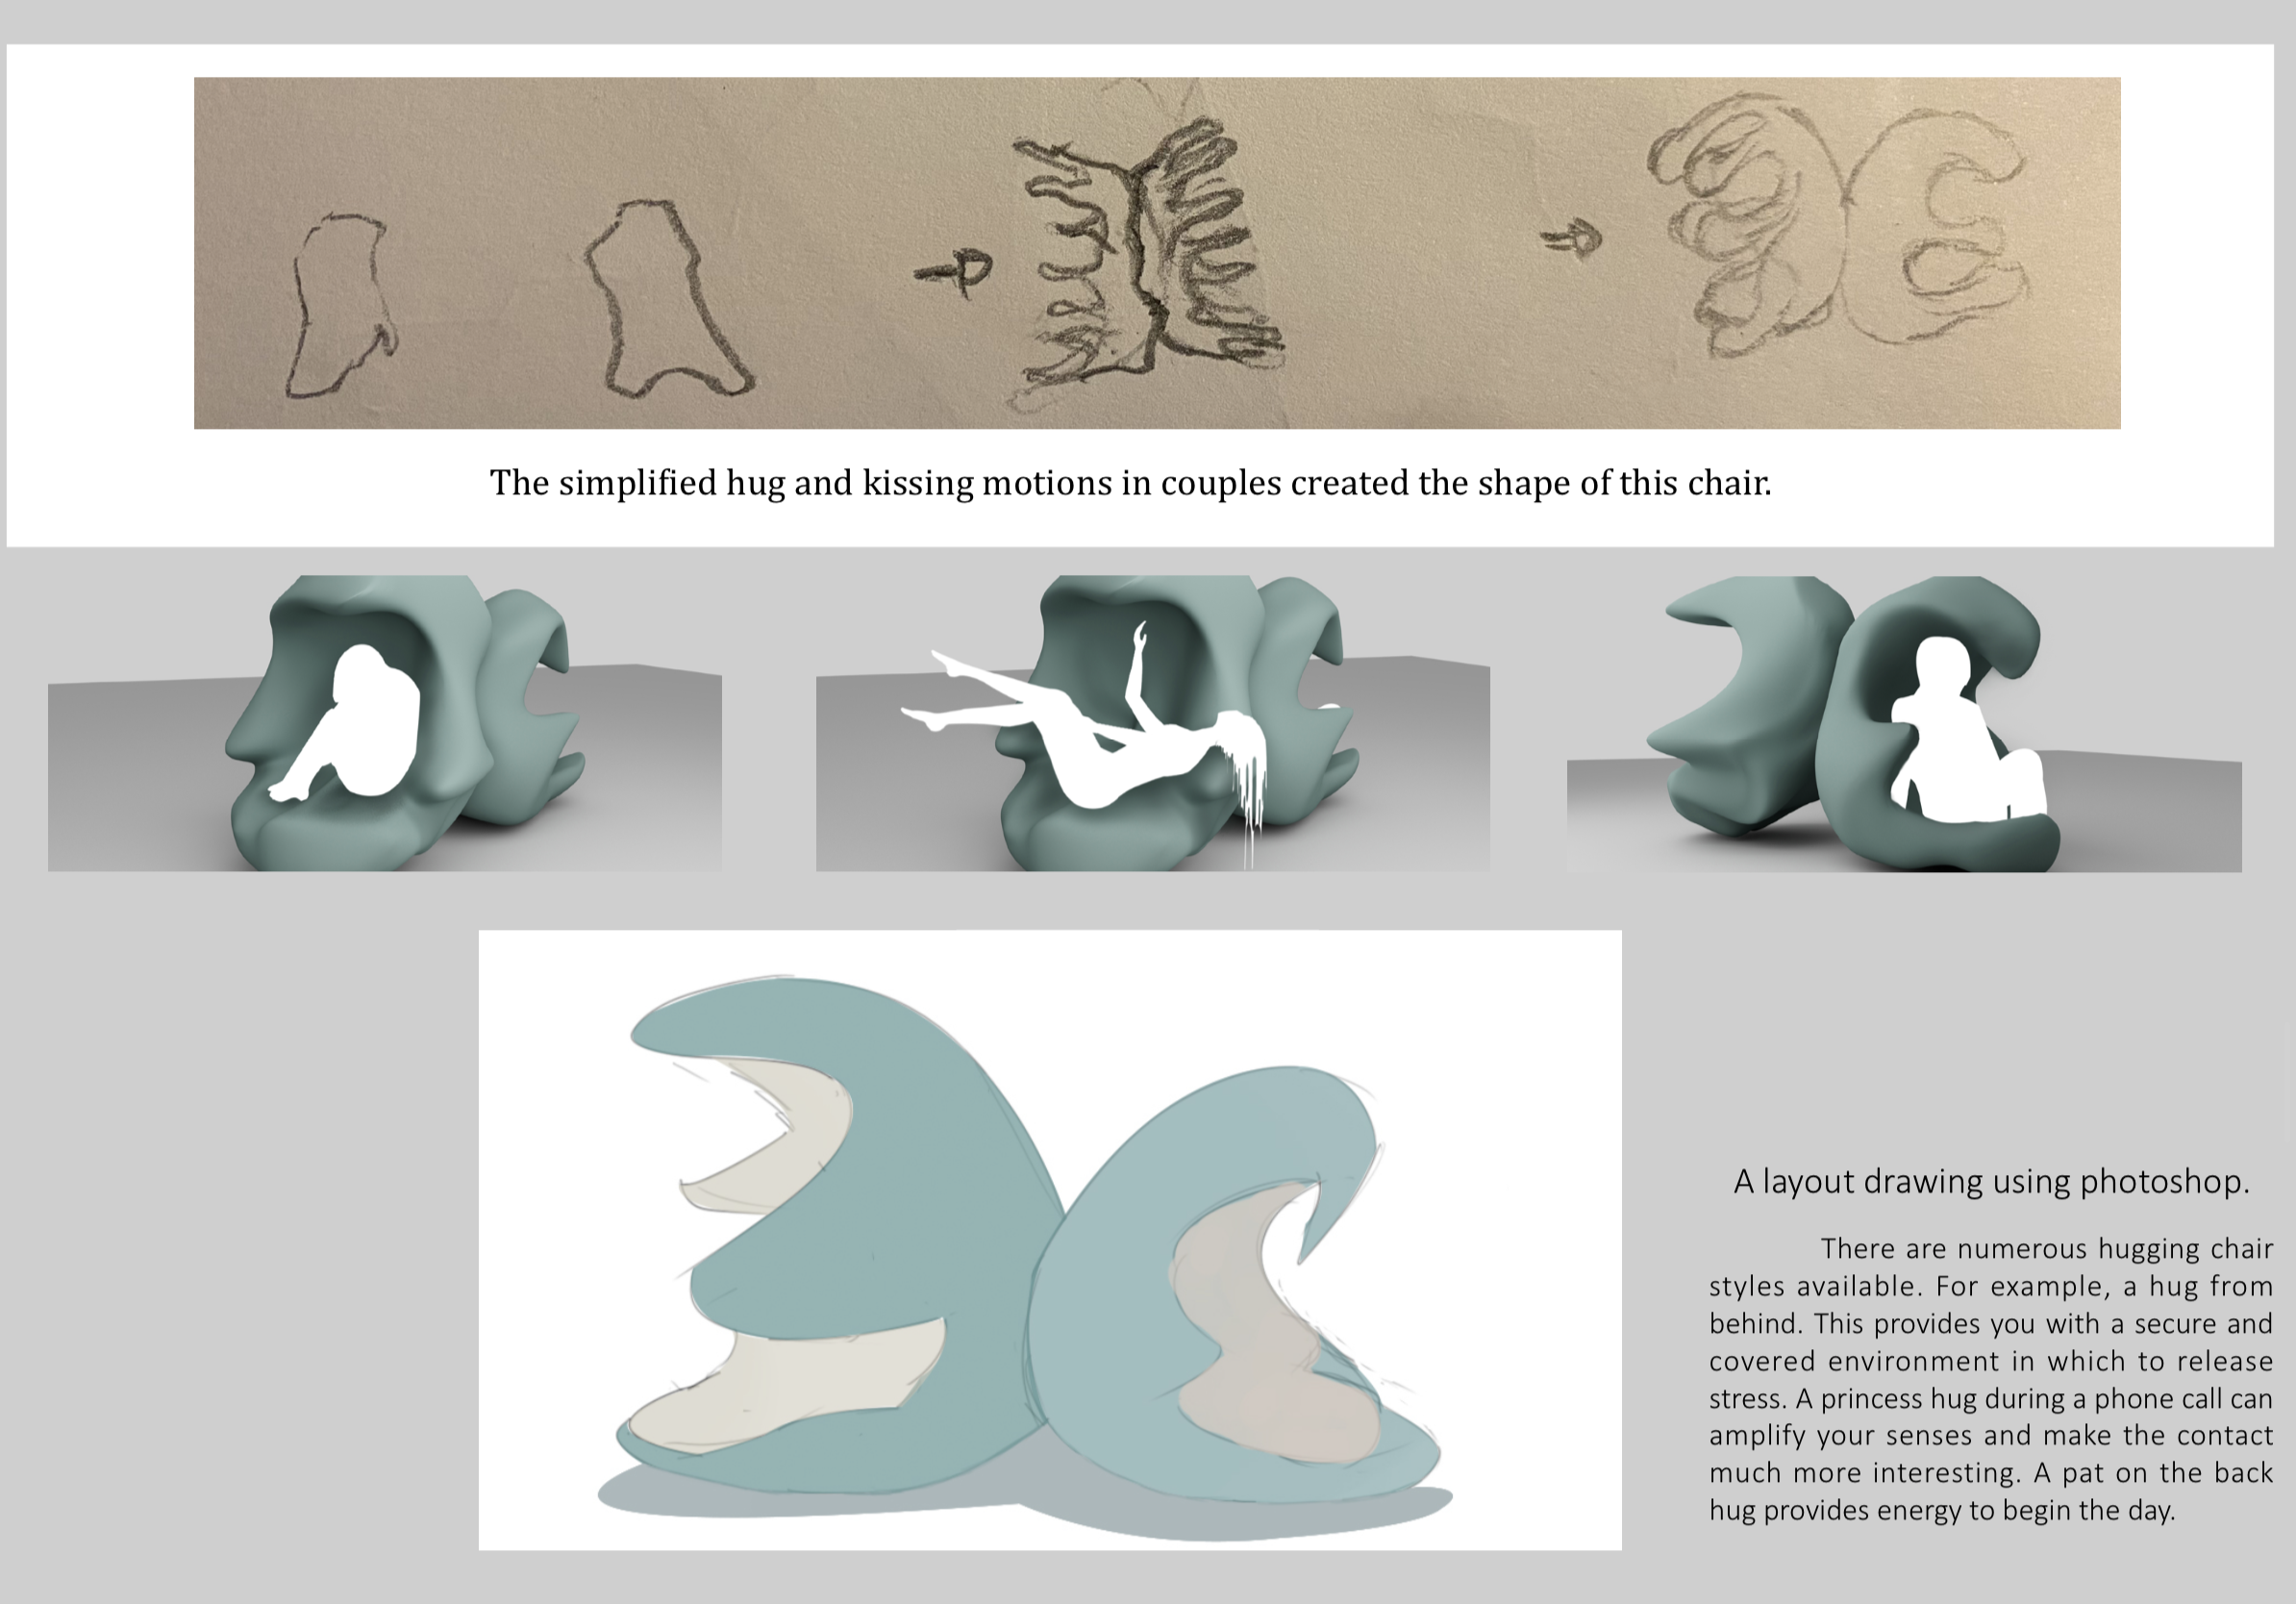 The simplified hug and kissing motions in couples created the shape of this chair.
A layout drawing using photoshop.
There are numerous hugging chair
styles available. For example, a hug from
behind. This provides you with a secure and
covered environment in which to release
stress. A princess hug during a phone call can
amplify your senses and make the contact
much more interesting. A pat on the back
hug provides energy to begin the day.